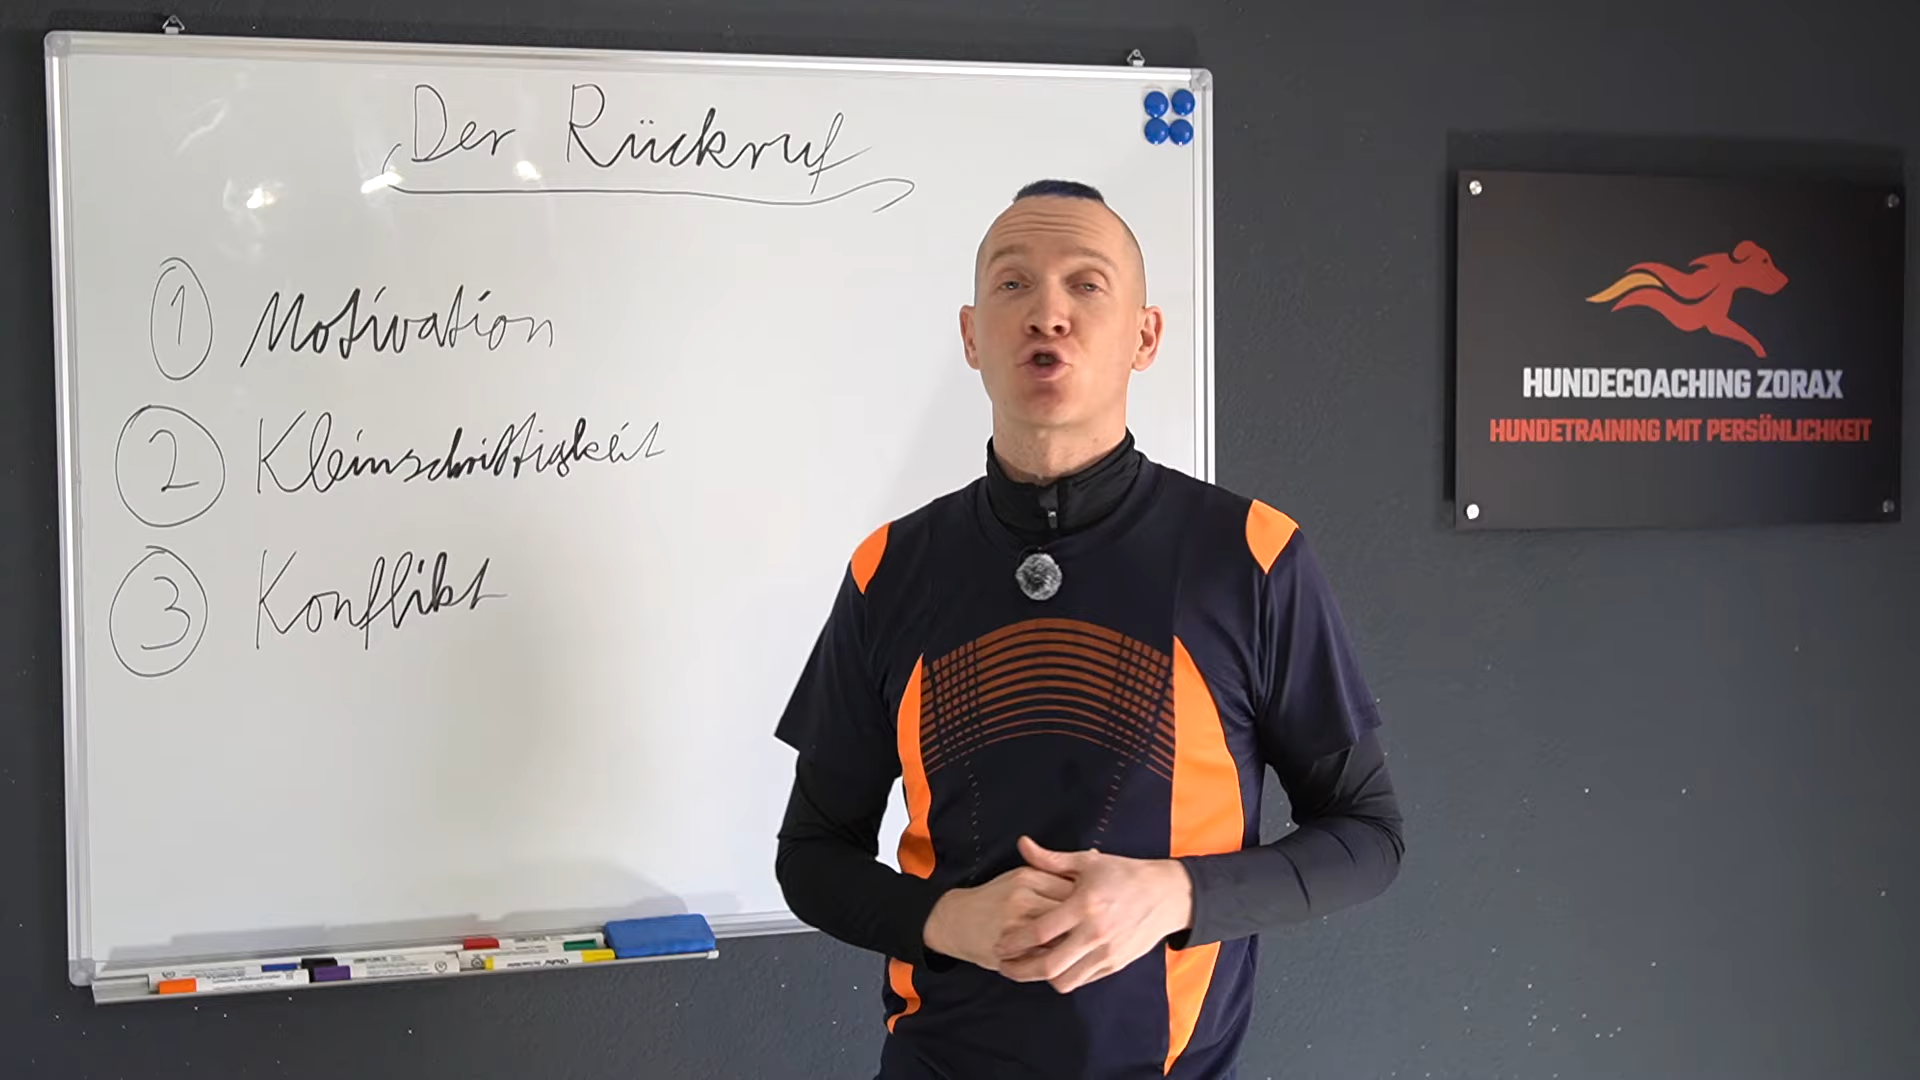 Der Rückruf
1 Motivation
2 Kleinschrittigkeit
3 Konflikt
HUNDECOACHING ZORAX
HUNDETRAINING MIT PERSÖNLICHKEIT